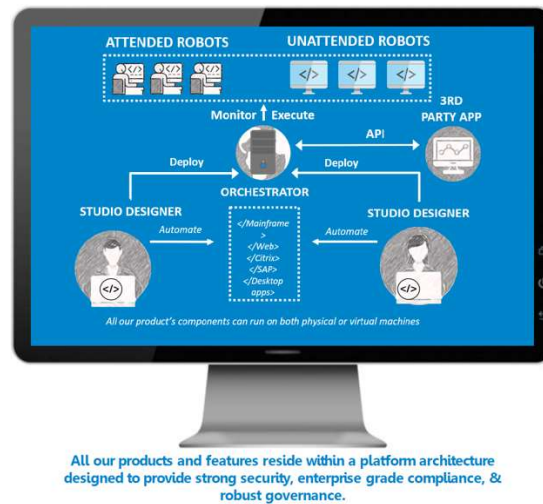 ATTENDED ROBOTS
UNATTENDED ROBOTS
</> </> </>
Monitor Execute
3RD
PARTY APP
API
Deploy
Deploy
ORCHESTRATOR
STUDIO DESIGNER
STUDIO DESIGNER
Automate
Automate
</Mainframe
>
</Web>
</Citrix>
</SAP>
</Desktop
apps>
</>
</>
All our product's components can run on both physical or virtual machines
All our products and features reside within a platform architecture
designed to provide strong security, enterprise grade compliance, &
robust governance.